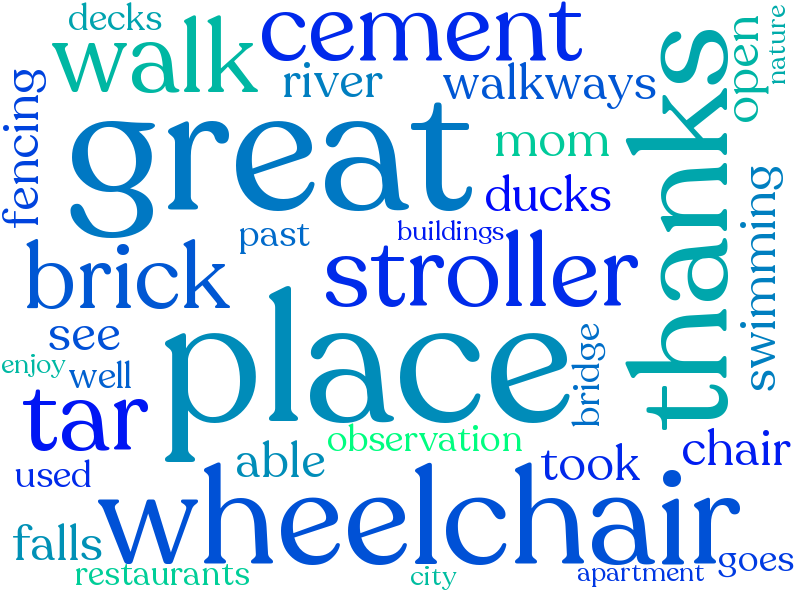 decks
walk
cement
river
walkways
thanks
open
nature
fencing
great
mom
ducks
past
buildings
swimming
brick
stroller
see
enjoy
well
place
bridge
tar
observation
used
able
took
chair
falls
wheelchair
restaurants
city
apartment
goes